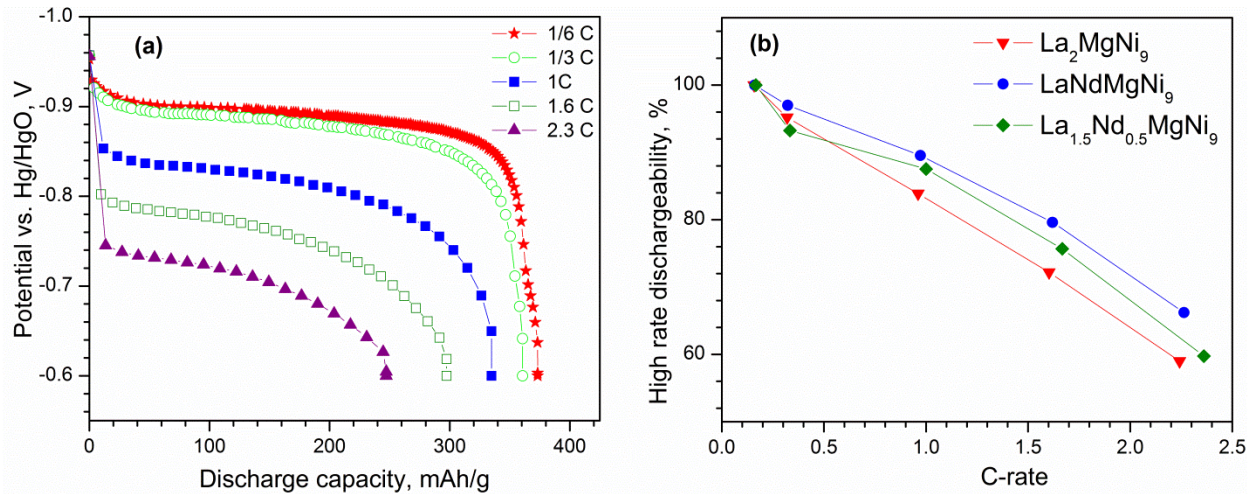 (a)
1/6 C
1/3 C
1C
1.6 C
2.3 C
-1.0
-0.9
-0.8
-0.7
-0.6
Potential vs. Hg/HgO, V
0
100
200
300
400
Discharge capacity, mAh/g
(b)
La₂MgNi₉
LaNdMgNi₉
La₁.₅Nd₀.₅MgNi₉
100
80
60
High rate dischargeability, %
0.0
0.5
1.0
1.5
2.0
2.5
C-rate